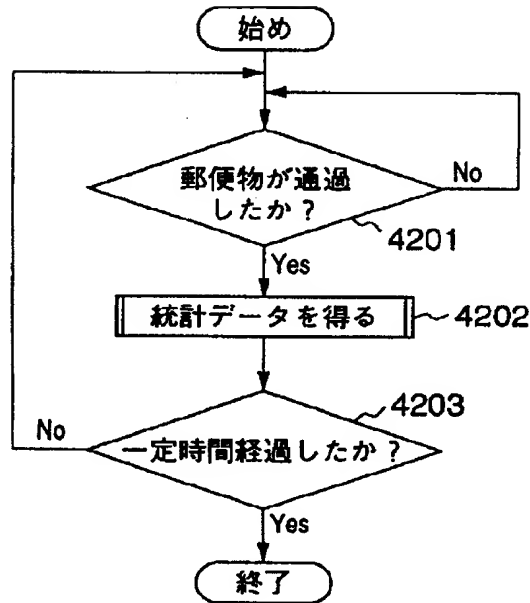 始め
郵便物が通過
したか？
No
4201
Yes
統計データを得る
4202
4203
No
一定時間経過したか？
Yes
終了